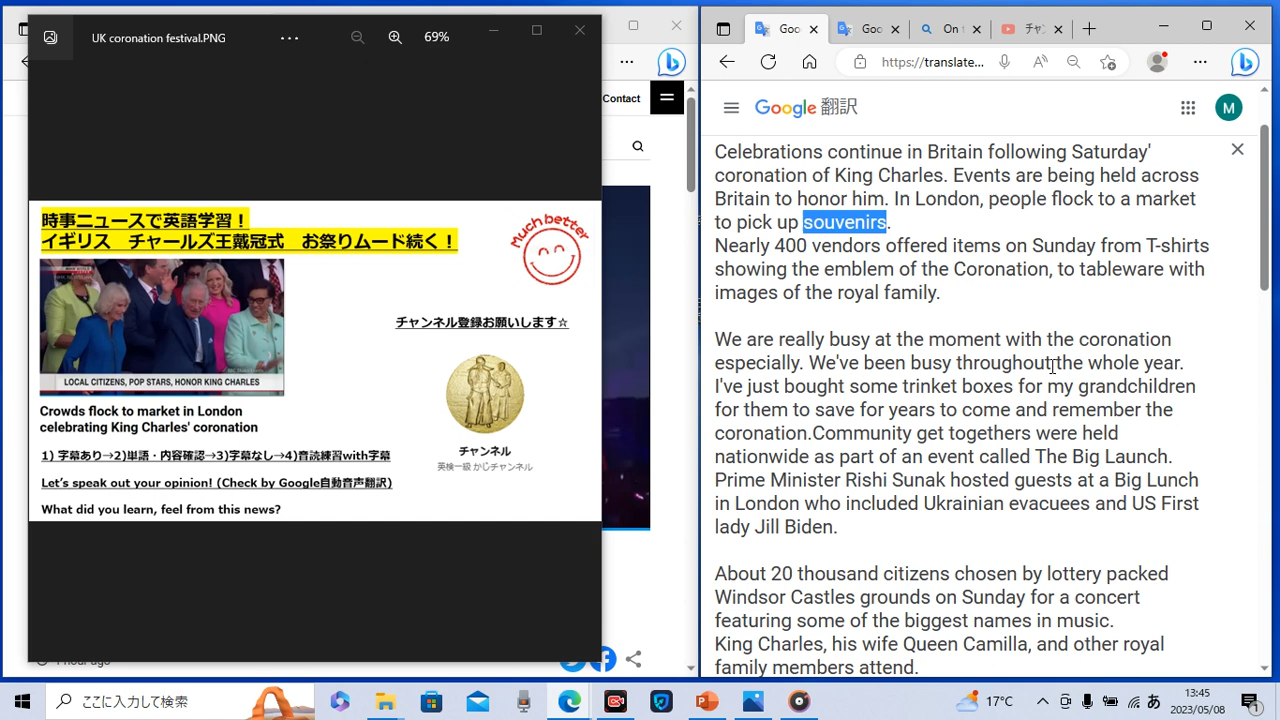 UK coronation festival.PNG
69%
Contact
時事ニュースで英語学習！
イギリス　チャールズ王戴冠式　お祭りムード続く！
Much better
LOCAL CITIZENS, POP STARS, HONOR KING CHARLES
チャンネル登録お願いします☆
Crowds flock to market in London
celebrating King Charles' coronation
チャンネル
英検一級 かじチャンネル
1) 字幕あり→2)単語・内容確認→3)字幕なし→4)音読練習with字幕
Let's speak out your opinion! (Check by Google自動音声翻訳)
What did you learn, feel from this news?
1 hour ago
Goo
Goo
On t
チャン
https://translate...
Google 翻訳
M
Celebrations continue in Britain following Saturday'
coronation of King Charles. Events are being held across
Britain to honor him. In London, people flock to a market
to pick up souvenirs.
Nearly 400 vendors offered items on Sunday from T-shirts
showing the emblem of the Coronation, to tableware with
images of the royal family.
We are really busy at the moment with the coronation
especially. We've been busy throughout the whole year.
I've just bought some trinket boxes for my grandchildren
for them to save for years to come and remember the
coronation.Community get togethers were held
nationwide as part of an event called The Big Launch.
Prime Minister Rishi Sunak hosted guests at a Big Lunch
in London who included Ukrainian evacuees and US First
lady Jill Biden.
About 20 thousand citizens chosen by lottery packed
Windsor Castles grounds on Sunday for a concert
featuring some of the biggest names in music.
King Charles, his wife Queen Camilla, and other royal
family members attend.
ここに入力して検索
17°C
あ
13:45
2023/05/08
1